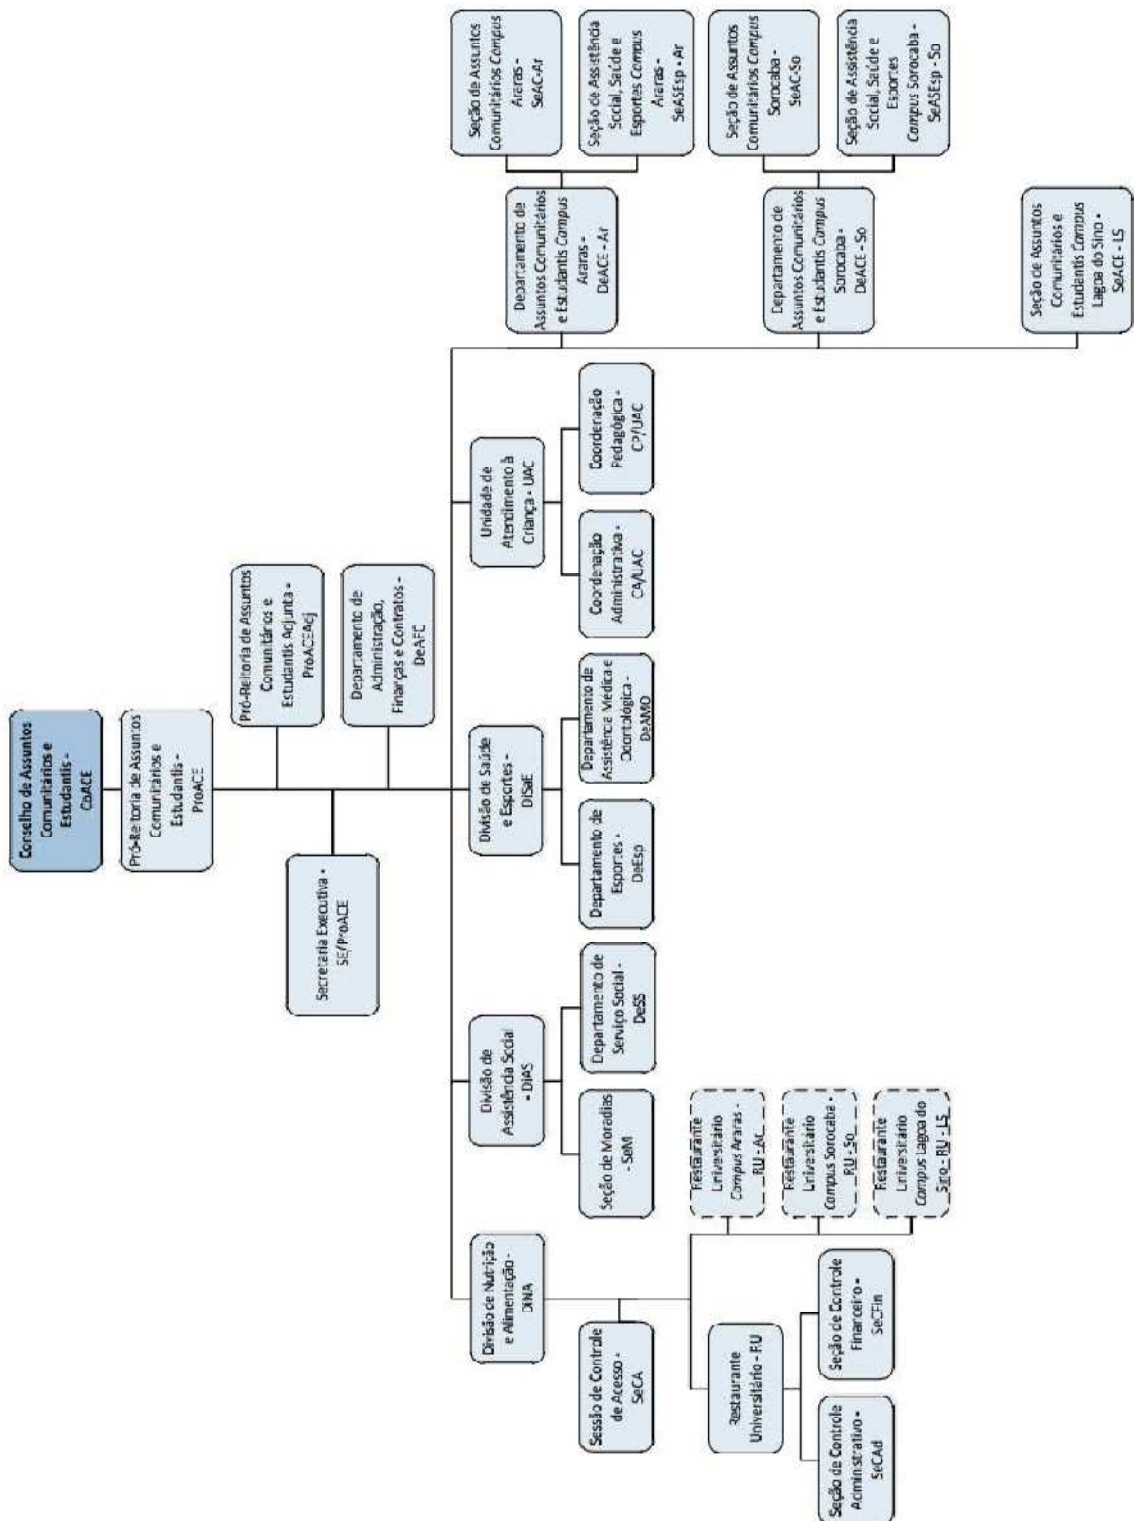 Conselho de Assuntos
Comunitários e
Estudantis -
CoACE
Pró-Reitoria de Assuntos
Comunitários e
Estudantis -
ProACE
Pró-Reitoria de Assuntos
Comunitários e
Estudantis Adjunta -
ProACEAdj
Secretaria Executiva -
SE/ProACE
Departamento de
Administração,
Finanças e Contratos -
DeAFC
Divisão de Nutrição
e Alimentação -
DiNA
Divisão de
Assistência Social
- DiAS
Divisão de Saúde
e Esportes -
DiSaE
Unidade de
Atendimento à
Criança - UAC
Departamento de
Assuntos Comunitários
e Estudantis Campus
Araras -
DeACE - Ar
Seção de Assuntos
Comunitários Campus
Araras -
SeAC-Ar
Seção de Assistência
Social, Saúde e
Esportes Campus
Araras -
SeASEsp - Ar
Departamento de
Assuntos Comunitários
e Estudantis Campus
Sorocaba -
DeACE - So
Seção de Assuntos
Comunitários Campus
Sorocaba -
SeAC-So
Seção de Assistência
Social, Saúde e
Esportes
Campus Sorocaba -
SeASEsp - So
Seção de Assuntos
Comunitários e
Estudantis Campus
Lagoa do Sino -
SeACE - LS
Sessão de Controle
de Acesso -
SeCA
Seção de Moradias
- SeM
Departamento de
Serviço Social -
DeSS
Departamento de
Esportes -
DeEsp
Departamento de
Assistência Médica e
Odontológica -
DeAMO
Coordenação
Administrativa -
CA/UAC
Coordenação
Pedagógica -
CP/UAC
Restaurante
Universitário - RU
Restaurante
Universitário
Campus Araras -
RU - Ar
Restaurante
Universitário
Campus Sorocaba -
RU - So
Restaurante
Universitário
Campus Lagoa do
Sino - RU - LS
Seção de Controle
Administrativo -
SeCAd
Seção de Controle
Financeiro -
SeCFin